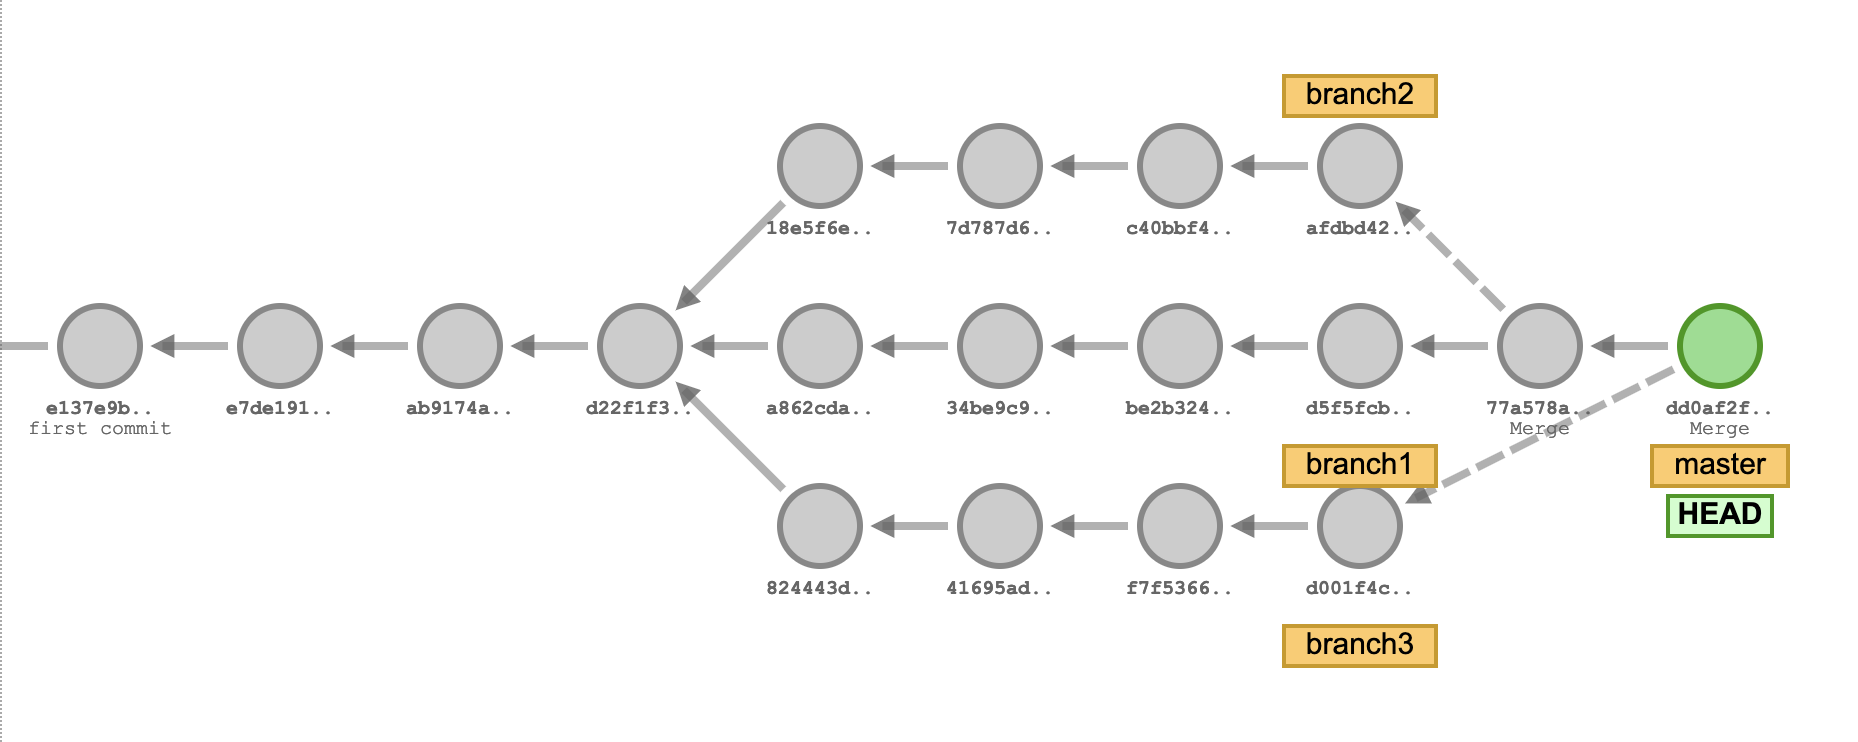 branch2
18e5f6e..
7d787d6..
c40bbf4..
afdbd42..
e137e9b..
first commit
e7de191..
ab9174a..
d22f1f3..
a862cda..
34be9c9..
be2b324..
d5f5fcb..
77a578a..
Merge
dd0af2f..
Merge
branch1
master
HEAD
824443d..
41695ad..
f7f5366..
d001f4c..
branch3